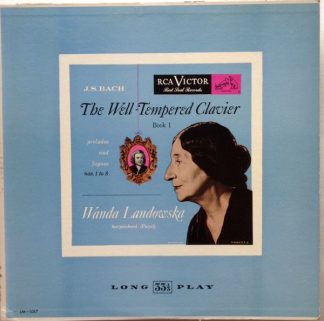 J.S. BACH
RCA VICTOR
Red Seal Records
The Well-Tempered Clavier
Book 1
preludes
and
fugues
nos. 1 to 8
Wanda Landowska
harpsichord (Pleyel)
LONG 33⅓ PLAY